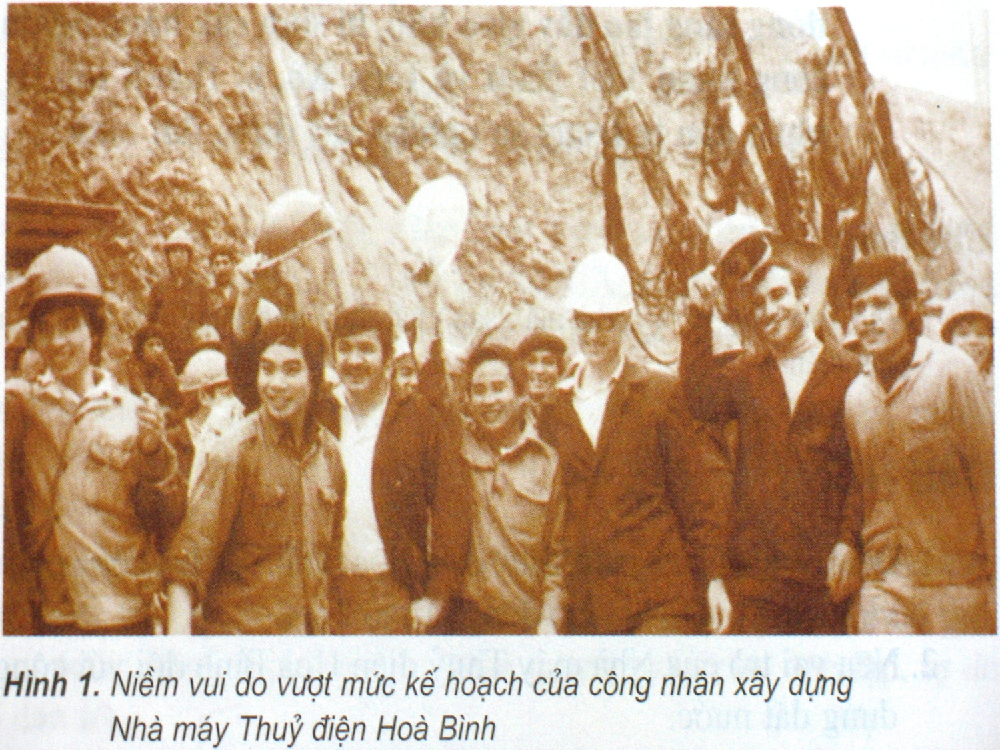 Hình 1. Niềm vui do vượt mức kế hoạch của công nhân xây dựng
Nhà máy Thuỷ điện Hoà Bình